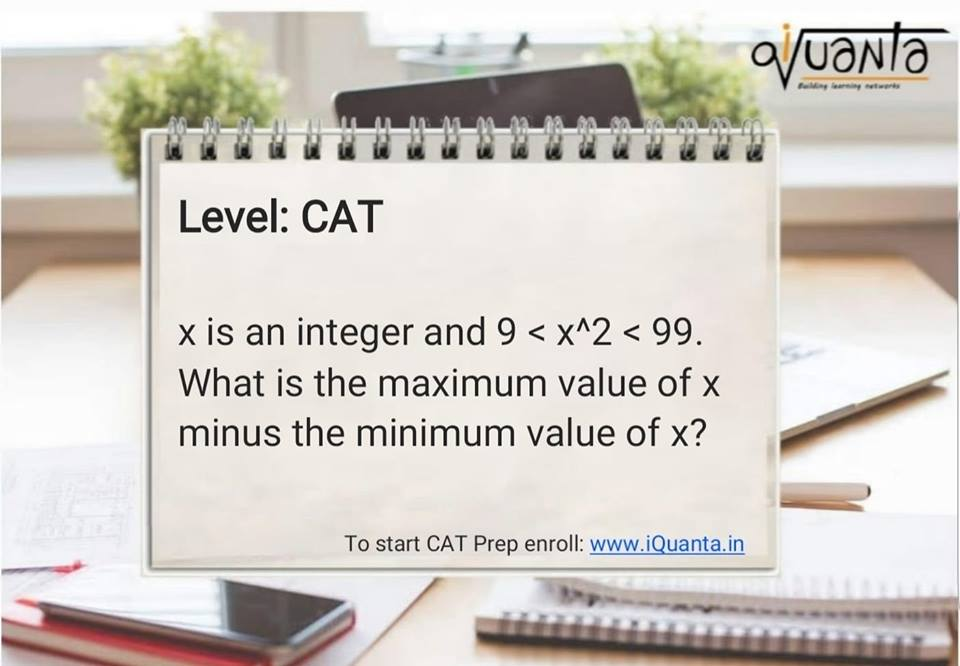 iQuanta
Building learning networks
Level: CAT
x is an integer and 9 < x^2 < 99.
What is the maximum value of x
minus the minimum value of x?
To start CAT Prep enroll: www.iQuanta.in